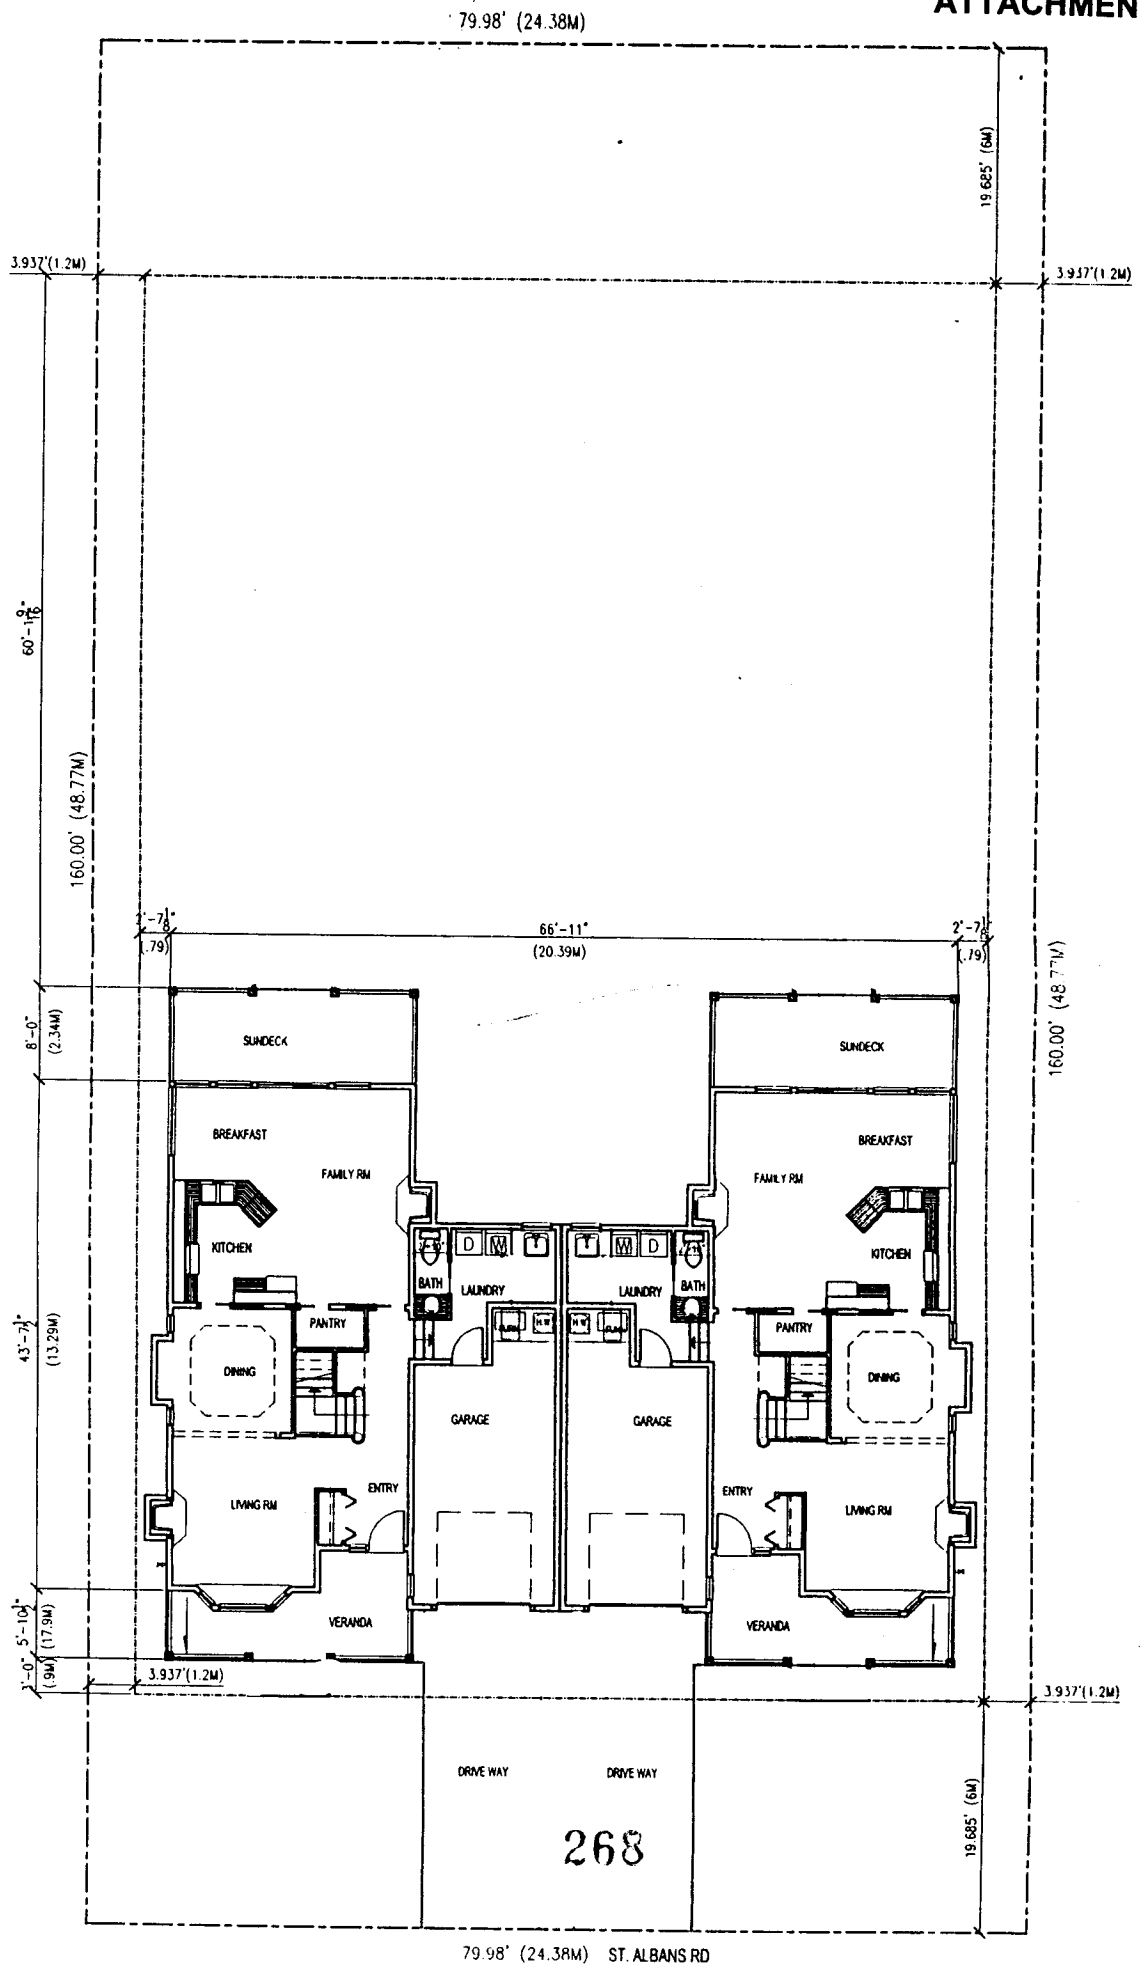 ATTACHMEN
79.98' (24.38M)
19.685' (6M)
3.937'(1.2M)
3.937'(1.2M)
60'-1 9/16"
160.00' (48.77M)
2'-7 1/8"
(.79)
66'-11"
(20.39M)
2'-7 1/8"
(.79)
160.00' (48.77M)
8'-0"
(2.34M)
SUNDECK
SUNDECK
BREAKFAST
BREAKFAST
FAMILY RM
FAMILY RM
KITCHEN
D W
W D
KITCHEN
BATH
LAUNDRY
LAUNDRY
BATH
PANTRY
FURN
H.W
H.W
FURN
PANTRY
43'-7 1/2"
(13.29M)
DINING
DINING
GARAGE
GARAGE
ENTRY
ENTRY
LIVING RM
LIVING RM
5'-10 1/2"
(17.9M)
VERANDA
VERANDA
3'-0"
(.9M)
3.937'(1.2M)
3.937'(1.2M)
DRIVE WAY
DRIVE WAY
19.685' (6M)
268
79.98' (24.38M) ST. ALBANS RD